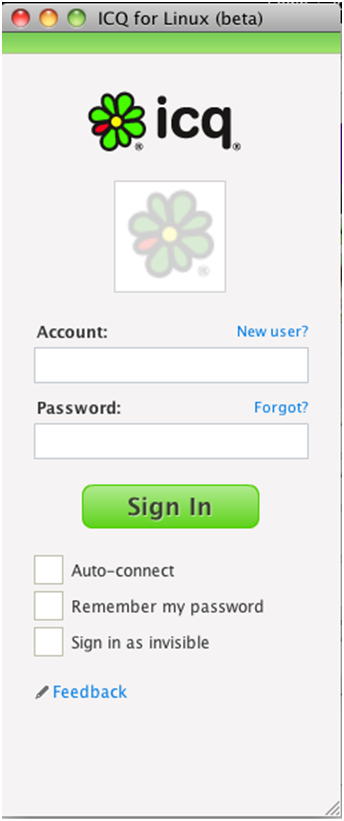 ICQ for Linux (beta)
icq®
®
Account: New user?
Password: Forgot?
Sign In
Auto-connect
Remember my password
Sign in as invisible
Feedback